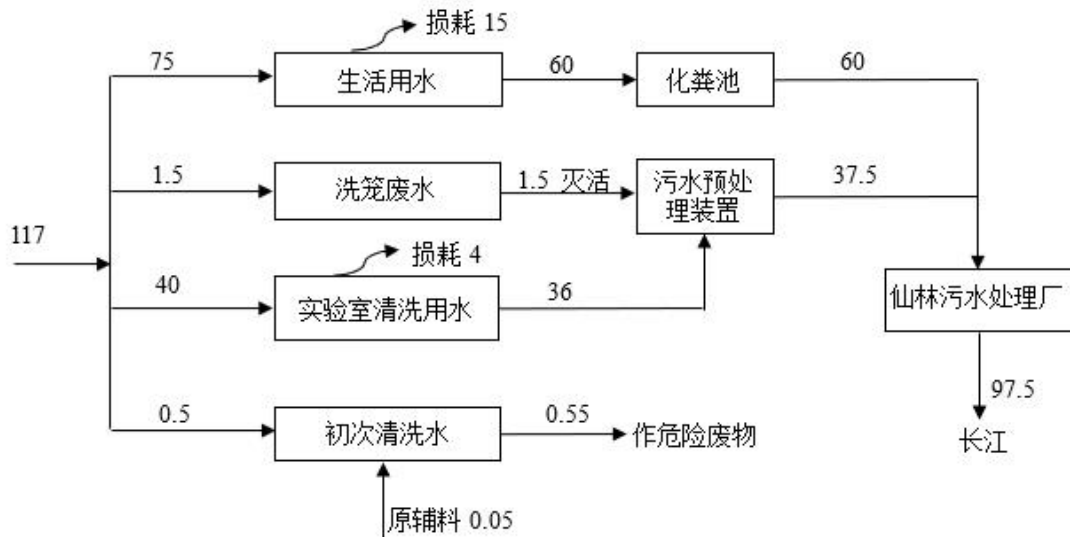 损耗 15
75
生活用水
60
化粪池
60
1.5
洗笼废水
1.5 灭活
污水预处
理装置
37.5
117
损耗 4
40
实验室清洗用水
36
仙林污水处理厂
97.5
长江
0.5
初次清洗水
0.55
作危险废物
原辅料 0.05